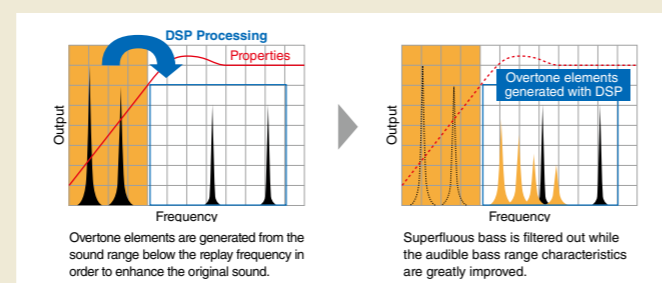 DSP Processing
Properties
Output
Frequency
Overtone elements are generated from the
sound range below the replay frequency in
order to enhance the original sound.
Overtone elements
generated with DSP
Output
Frequency
Superfluous bass is filtered out while
the audible bass range characteristics
are greatly improved.